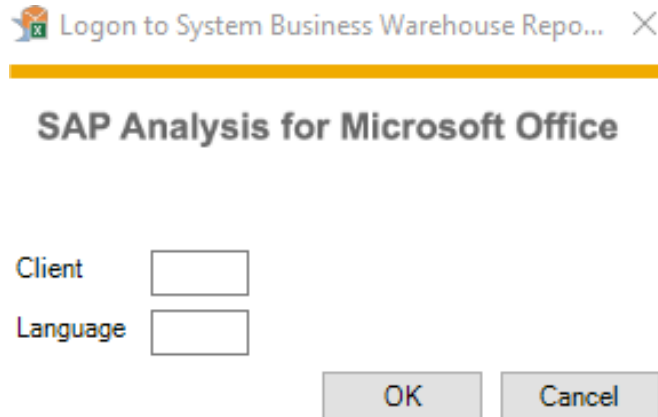 Logon to System Business Warehouse Repo...
SAP Analysis for Microsoft Office
Client
Language
OK Cancel